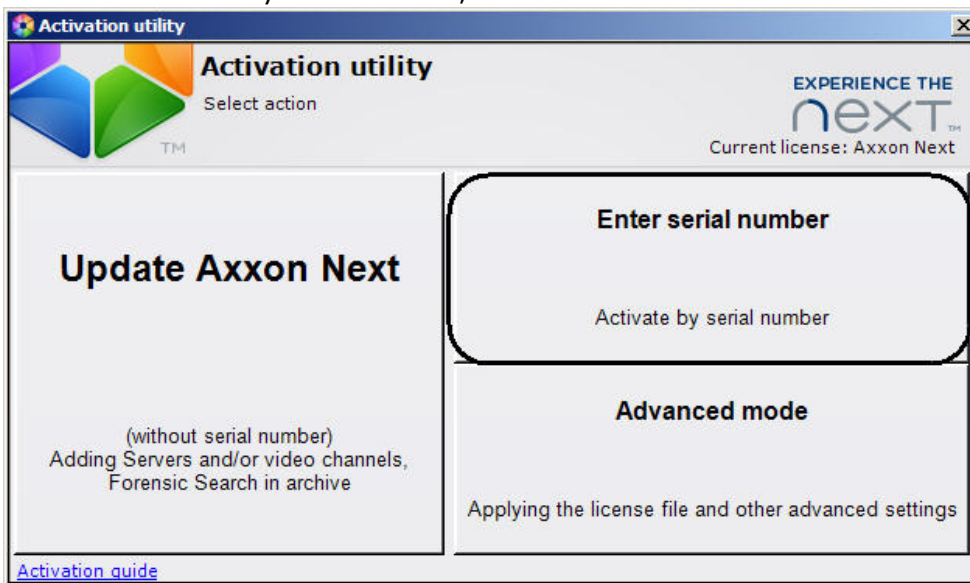 Activation utility
Activation utility
Select action
TM
EXPERIENCE THE
next TM
Current license: Axxon Next
Update Axxon Next
(without serial number)
Adding Servers and/or video channels,
Forensic Search in archive
Enter serial number
Activate by serial number
Advanced mode
Applying the license file and other advanced settings
Activation guide